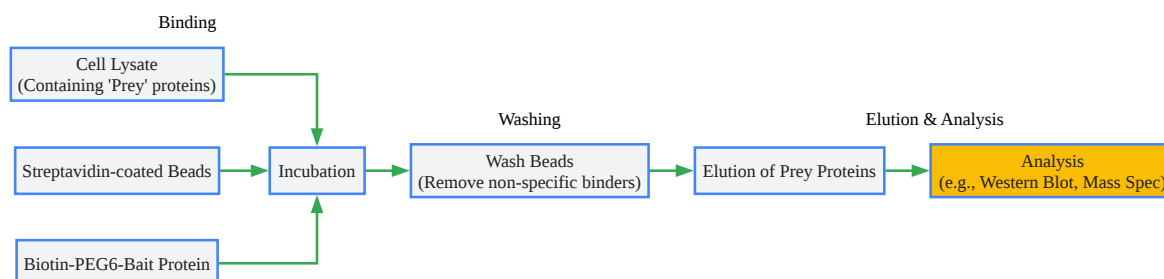 Binding
Cell Lysate
(Containing 'Prey' proteins)
Washing
Elution & Analysis
Streptavidin-coated Beads
Incubation
Wash Beads
(Remove non-specific binders)
Elution of Prey Proteins
Analysis
(e.g., Western Blot, Mass Spec)
Biotin-PEG6-Bait Protein